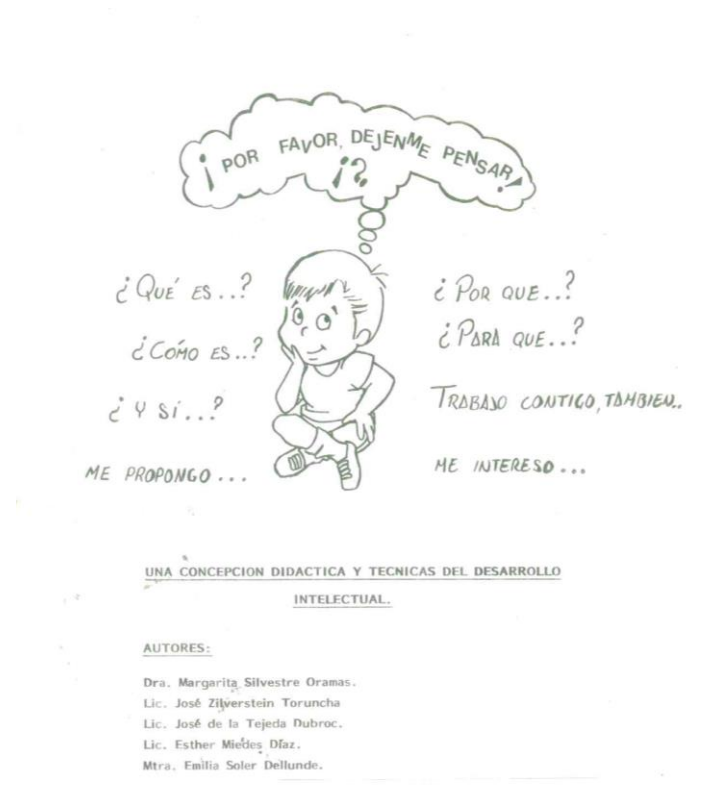 ¡POR FAVOR, DEJENME PENSAR!
¡?
¿QUÉ ES..?
¿CÓMO ES..?
¿Y SÍ...?
ME PROPONGO...
¿POR QUE...?
¿PARA QUE...?
TRABAJO CONTIGO, TAMBIEN..
ME INTERESO...
UNA CONCEPCION DIDACTICA Y TECNICAS DEL DESARROLLO
INTELECTUAL.
AUTORES:
Dra. Margarita Silvestre Oramas.
Lic. José Zilverstein Toruncha
Lic. José de la Tejeda Dubroc.
Lic. Esther Miedes Díaz.
Mtra. Emilia Soler Dellunde.